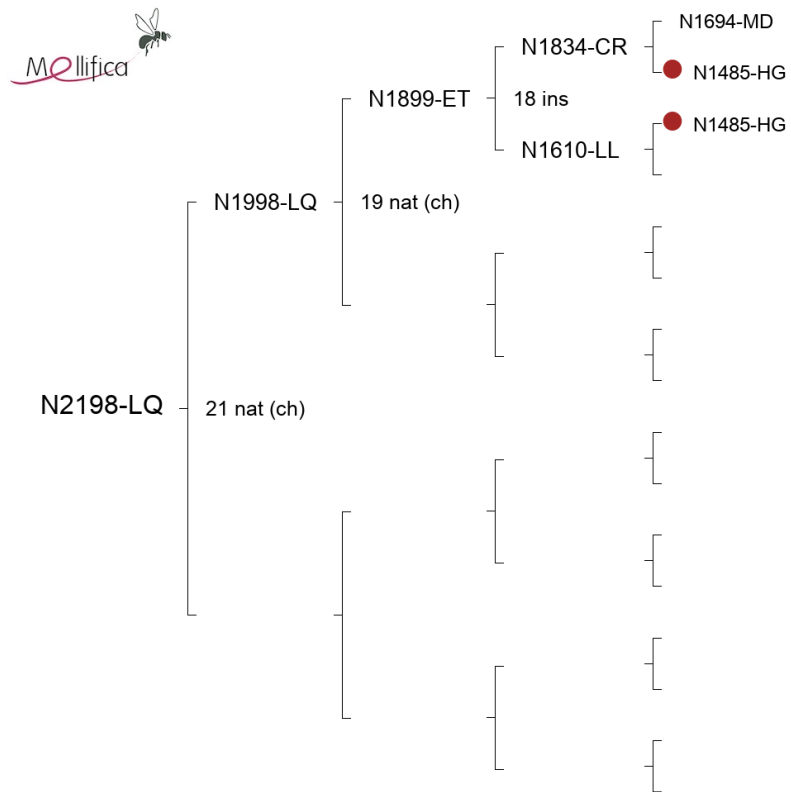 Mellifica
N1694-MD
N1834-CR
N1485-HG
N1899-ET
18 ins
N1485-HG
N1610-LL
N1998-LQ
19 nat (ch)
N2198-LQ
21 nat (ch)